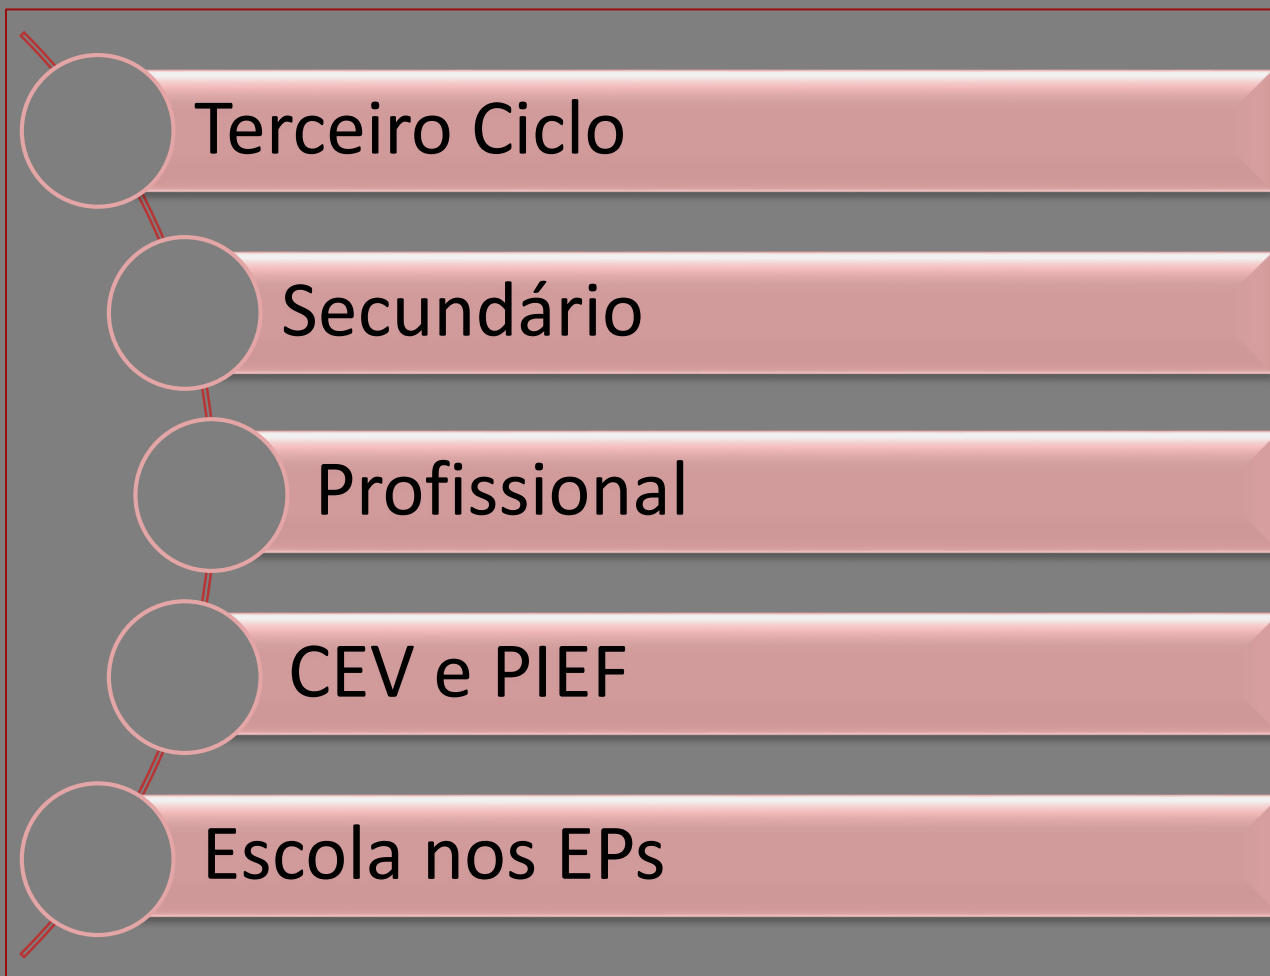 Terceiro Ciclo
Secundário
Profissional
CEV e PIEF
Escola nos EPs